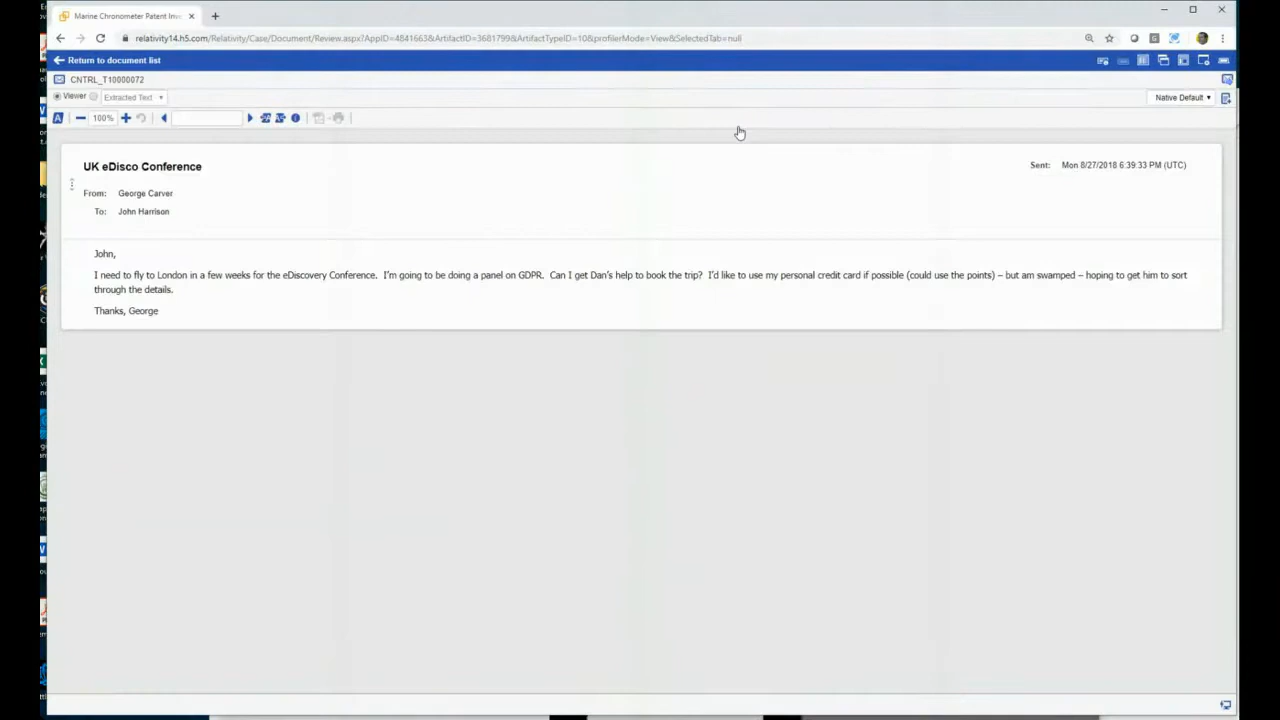 Marine Chronometer Patent Inve
relativity14.h5.com/Relativity/Case/Document/Review.aspx?AppID=4841663&ArtifactID=3681799&ArtifactTypeID=10&profilerMode=View&SelectedTab=null
Return to document list
CNTRL_T10000072
Viewer Extracted Text
Native Default
100%
UK eDisco Conference
Sent: Mon 8/27/2018 6:39:33 PM (UTC)
From: George Carver
To: John Harrison
John,
I need to fly to London in a few weeks for the eDiscovery Conference. I'm going to be doing a panel on GDPR. Can I get Dan's help to book the trip? I'd like to use my personal credit card if possible (could use the points) – but am swamped – hoping to get him to sort
through the details.
Thanks, George